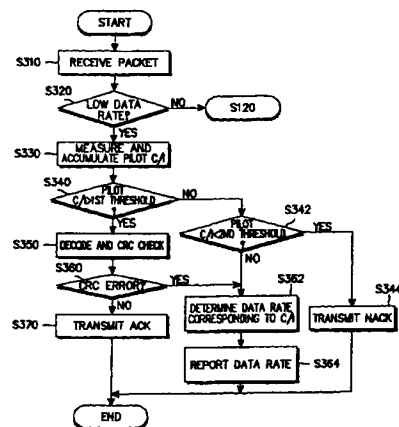 START
S310
RECEIVE PACKET
S320
LOW DATA
RATE?
NO
S120
YES
S330
MEASURE AND
ACCUMULATE PILOT C/I
S340
PILOT
C/I>1ST THRESHOLD
NO
S342
PILOT
C/I<2ND THRESHOLD
YES
YES
NO
S350
DECODE AND CRC CHECK
S360
CRC ERROR?
YES
S362
DETERMINE DATA RATE
CORRESPONDING TO C/I
S344
TRANSMIT NACK
NO
S370
TRANSMIT ACK
REPORT DATA RATE
S364
END